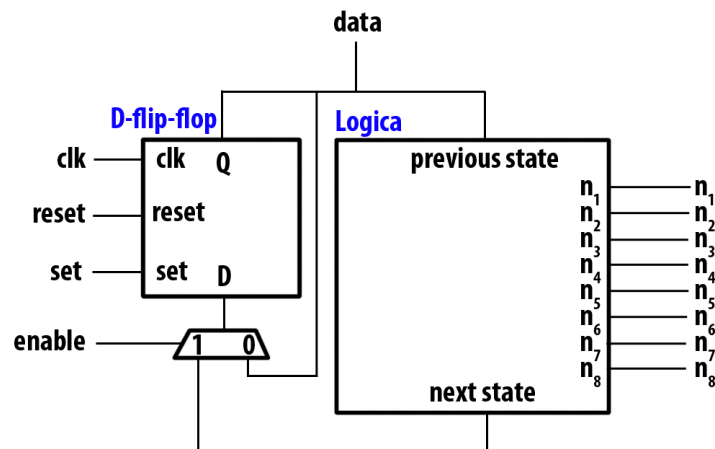 data
D-flip-flop
Logica
clk
clk
Q
previous state
reset
reset
set
set
D
enable
1
0
n1
n1
n2
n2
n3
n3
n4
n4
n5
n5
n6
n6
n7
n7
n8
n8
next state